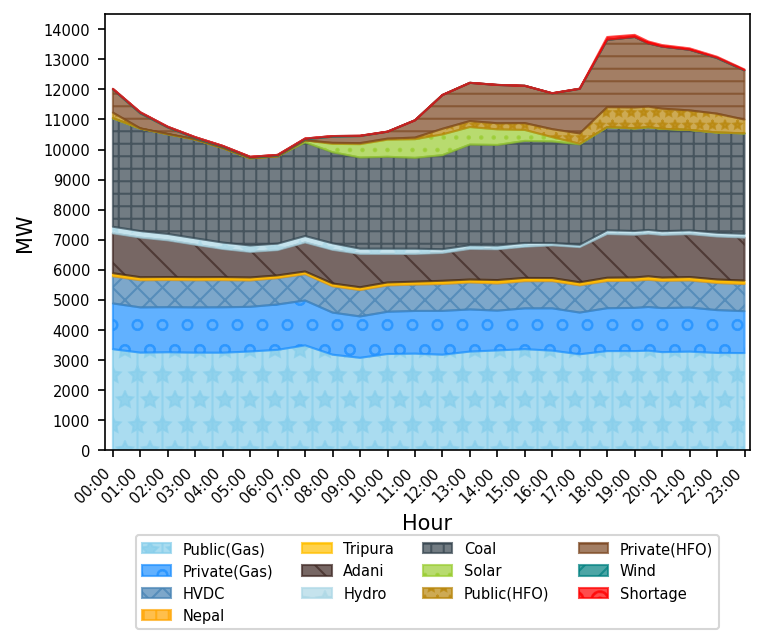 14000
13000
12000
11000
10000
9000
8000
7000
6000
5000
4000
3000
2000
1000
0
MW
00:00 01:00 02:00 03:00 04:00 05:00 06:00 07:00 08:00 09:00 10:00 11:00 12:00 13:00 14:00 15:00 16:00 17:00 18:00 19:00 20:00 21:00 22:00 23:00
Hour
Public(Gas) Tripura Coal Private(HFO)
Private(Gas) Adani Solar Wind
HVDC Hydro Public(HFO) Shortage
Nepal